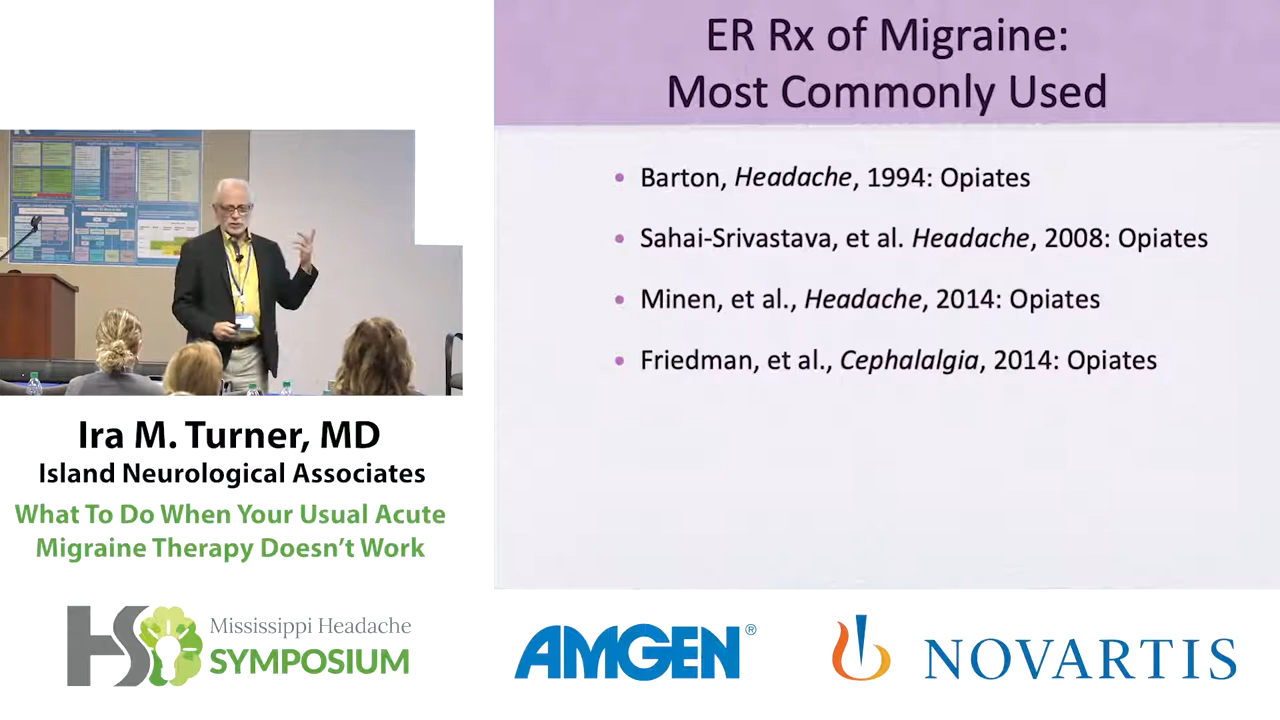 ER Rx of Migraine:
Most Commonly Used
• Barton, Headache, 1994: Opiates
• Sahai-Srivastava, et al. Headache, 2008: Opiates
• Minen, et al., Headache, 2014: Opiates
• Friedman, et al., Cephalalgia, 2014: Opiates
Ira M. Turner, MD
Island Neurological Associates
What To Do When Your Usual Acute
Migraine Therapy Doesn’t Work
HS
Mississippi Headache
SYMPOSIUM
AMGEN®
NOVARTIS